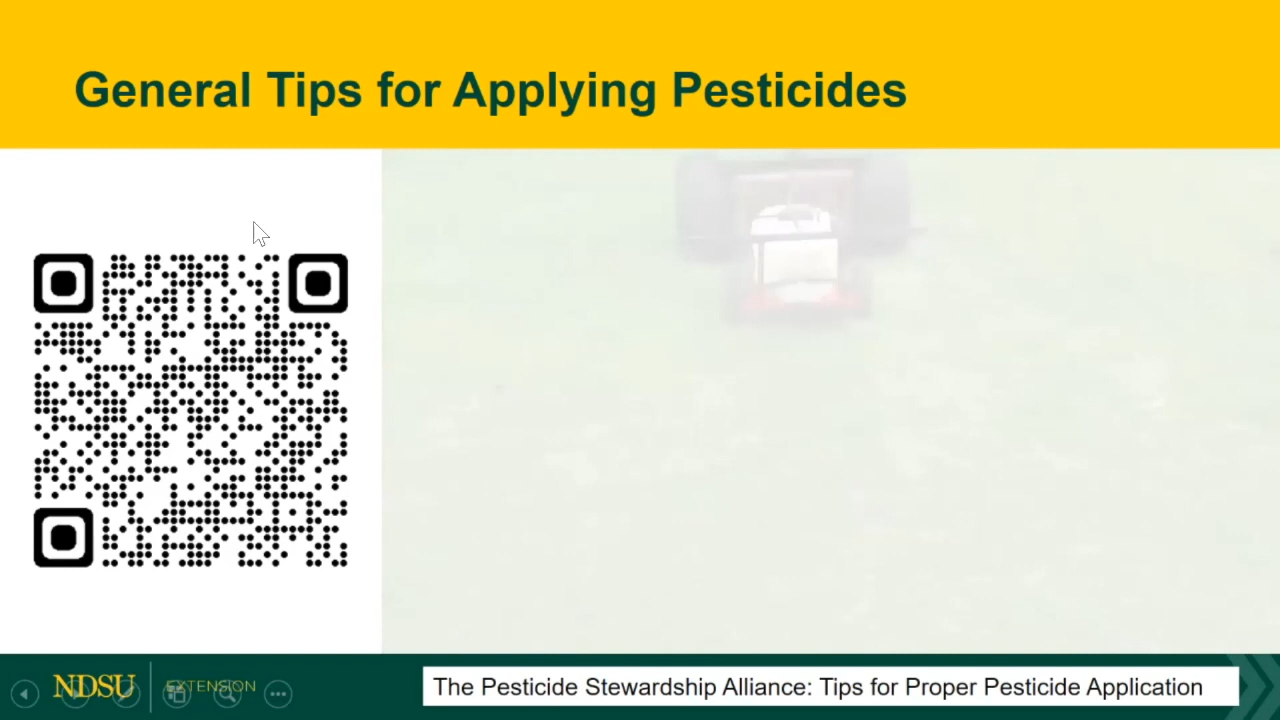 General Tips for Applying Pesticides
NDSU EXTENSION
The Pesticide Stewardship Alliance: Tips for Proper Pesticide Application